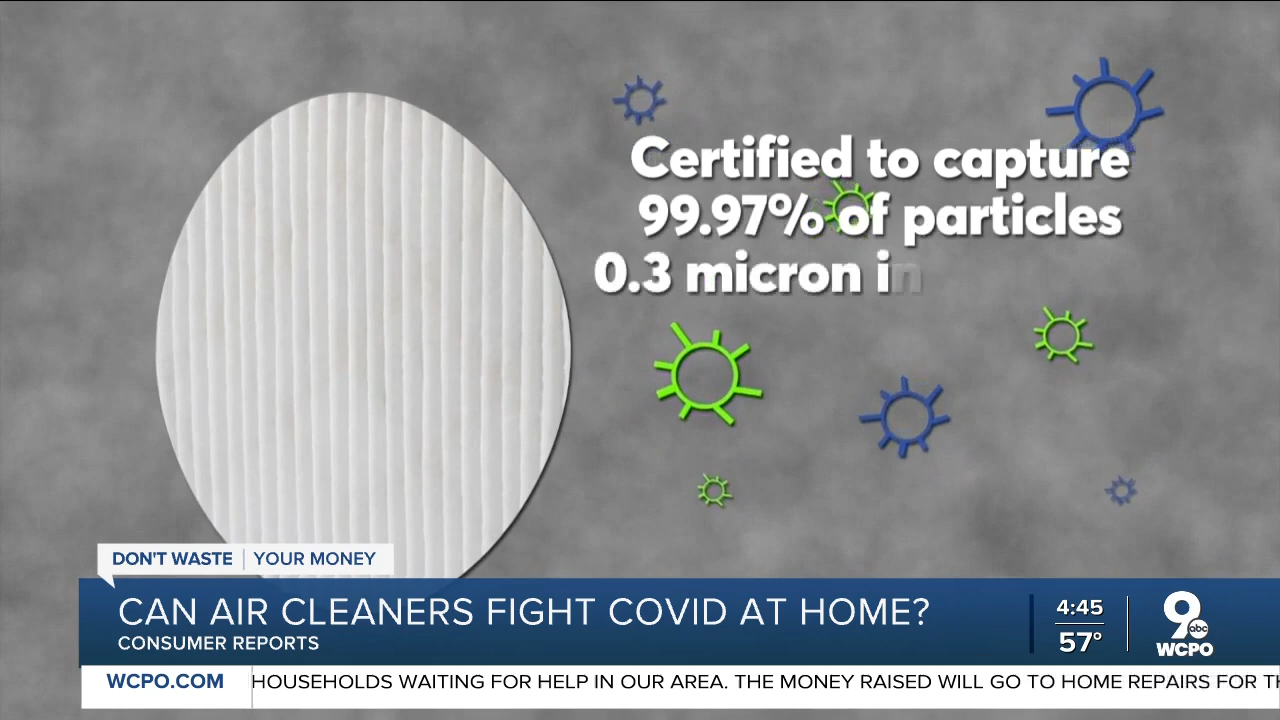 Certified to capture
99.97% of particles
0.3 micron in
DON'T WASTE | YOUR MONEY
CAN AIR CLEANERS FIGHT COVID AT HOME?
CONSUMER REPORTS
4:45
57°
9
abc
WCPO
WCPO.COM
HOUSEHOLDS WAITING FOR HELP IN OUR AREA. THE MONEY RAISED WILL GO TO HOME REPAIRS FOR